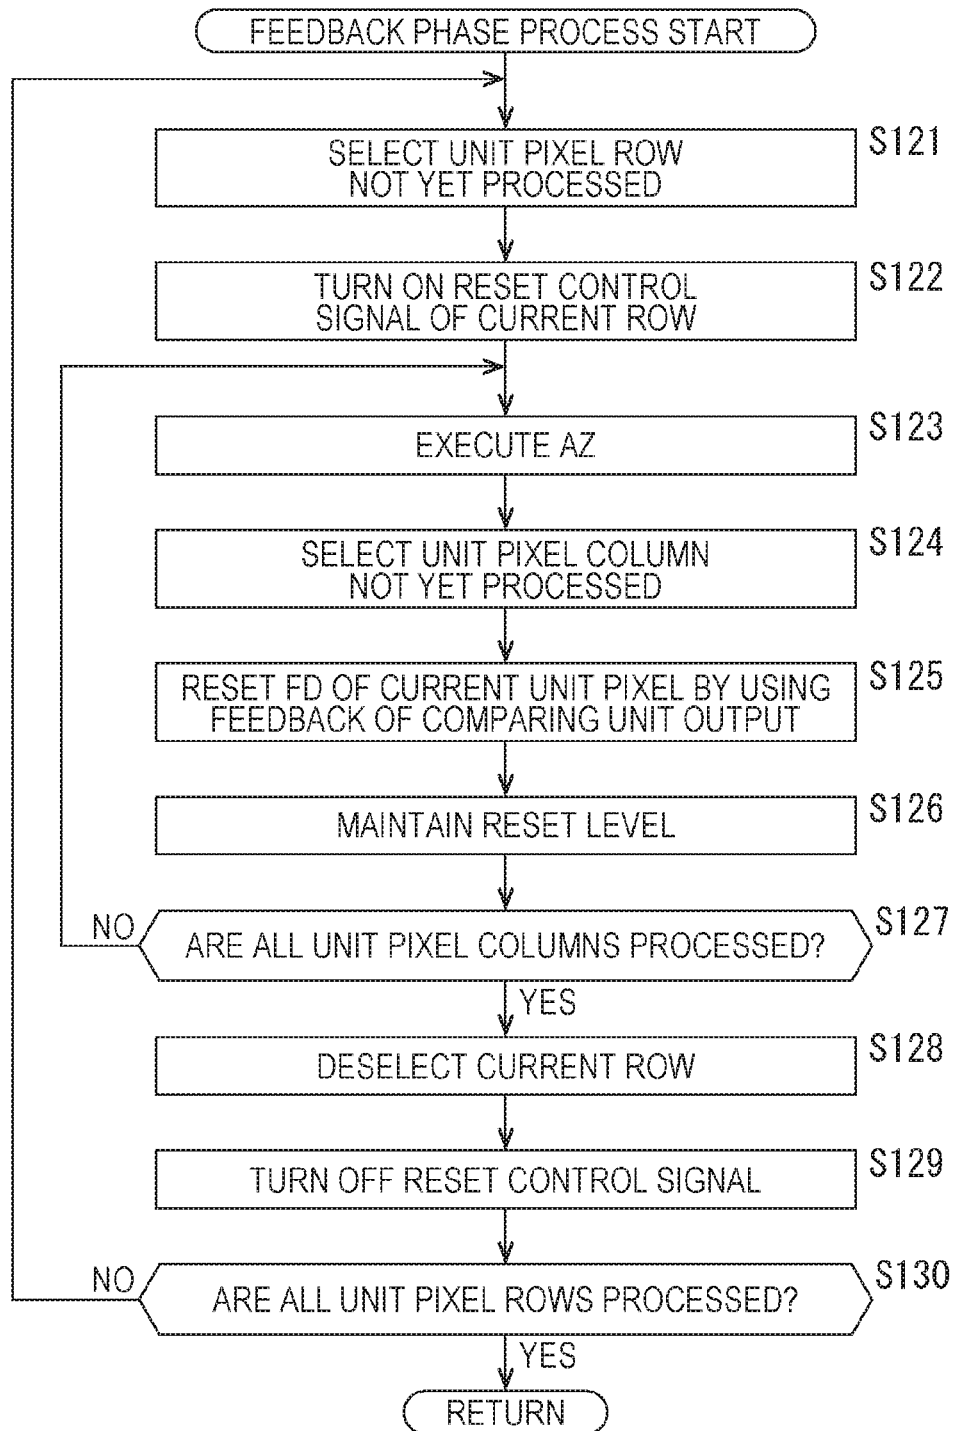 FEEDBACK PHASE PROCESS START
S121
SELECT UNIT PIXEL ROW
NOT YET PROCESSED
S122
TURN ON RESET CONTROL
SIGNAL OF CURRENT ROW
S123
EXECUTE AZ
S124
SELECT UNIT PIXEL COLUMN
NOT YET PROCESSED
S125
RESET FD OF CURRENT UNIT PIXEL BY USING
FEEDBACK OF COMPARING UNIT OUTPUT
S126
MAINTAIN RESET LEVEL
S127
NO
ARE ALL UNIT PIXEL COLUMNS PROCESSED?
YES
S128
DESELECT CURRENT ROW
S129
TURN OFF RESET CONTROL SIGNAL
S130
NO
ARE ALL UNIT PIXEL ROWS PROCESSED?
YES
RETURN